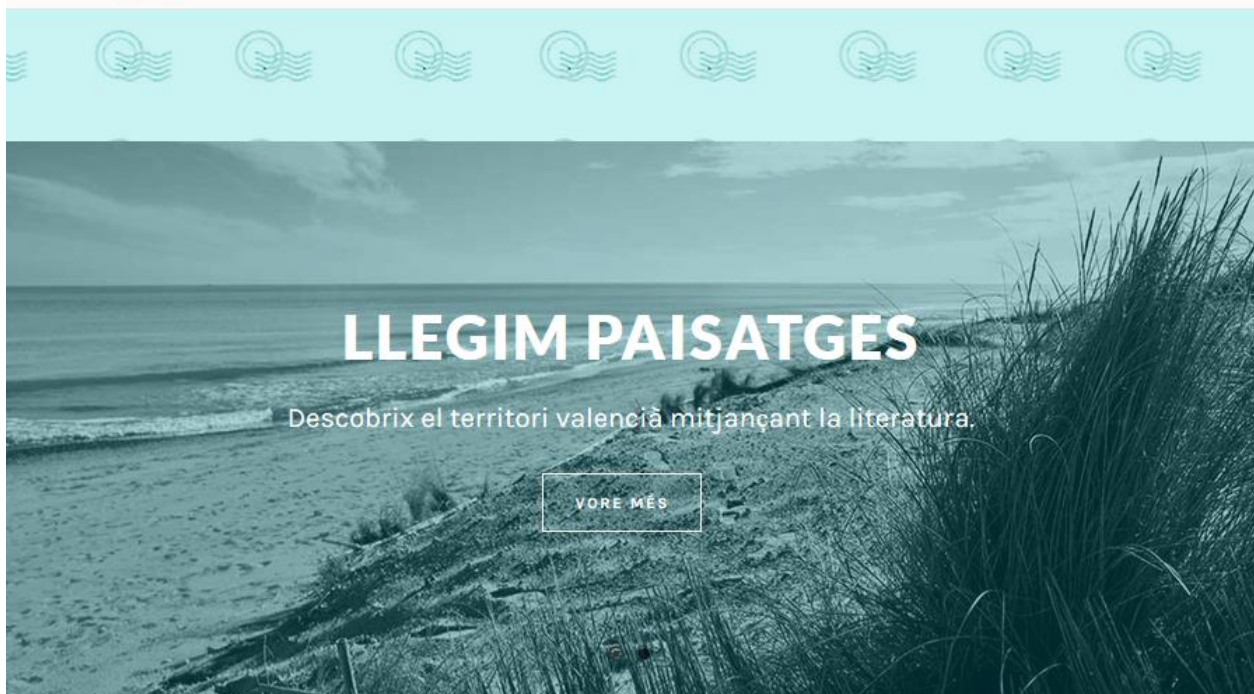 LLEGIM PAISATGES
Descobrix el territori valencià mitjançant la literatura.
VORE MÉS